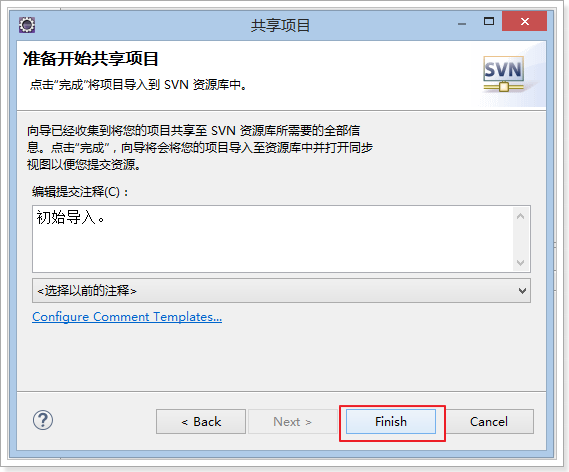 共享项目
准备开始共享项目
点击“完成”将项目导入到 SVN 资源库中。
SVN
向导已经收集到将您的项目共享至 SVN 资源库所需要的全部信
息。点击“完成”，向导将会将您的项目导入至资源库中并打开同步
视图以便您提交资源。
编辑提交注释(C)：
初始导入。
<选择以前的注释>
Configure Comment Templates...
?
< Back
Next >
Finish
Cancel